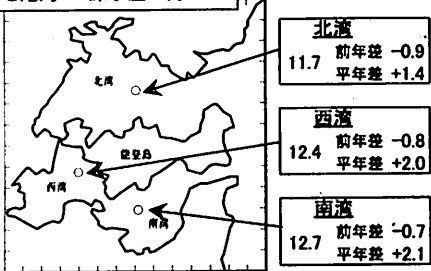 北湾
11.7
前年差 -0.9
平年差 +1.4
西湾
12.4
前年差 -0.8
平年差 +2.0
南湾
12.7
前年差 -0.7
平年差 +2.1
北湾
能登島
西湾
南湾